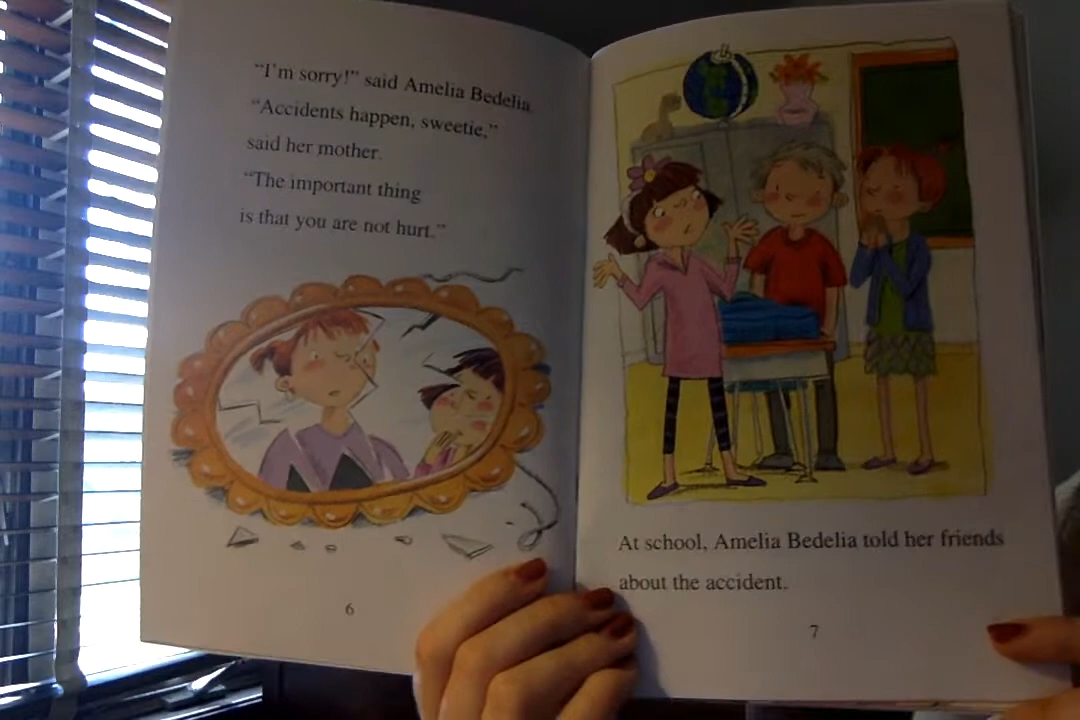 “I’m sorry!” said Amelia Bedelia.
“Accidents happen, sweetie,”
said her mother.
“The important thing
is that you are not hurt.”
6
At school, Amelia Bedelia told her friends
about the accident.
7